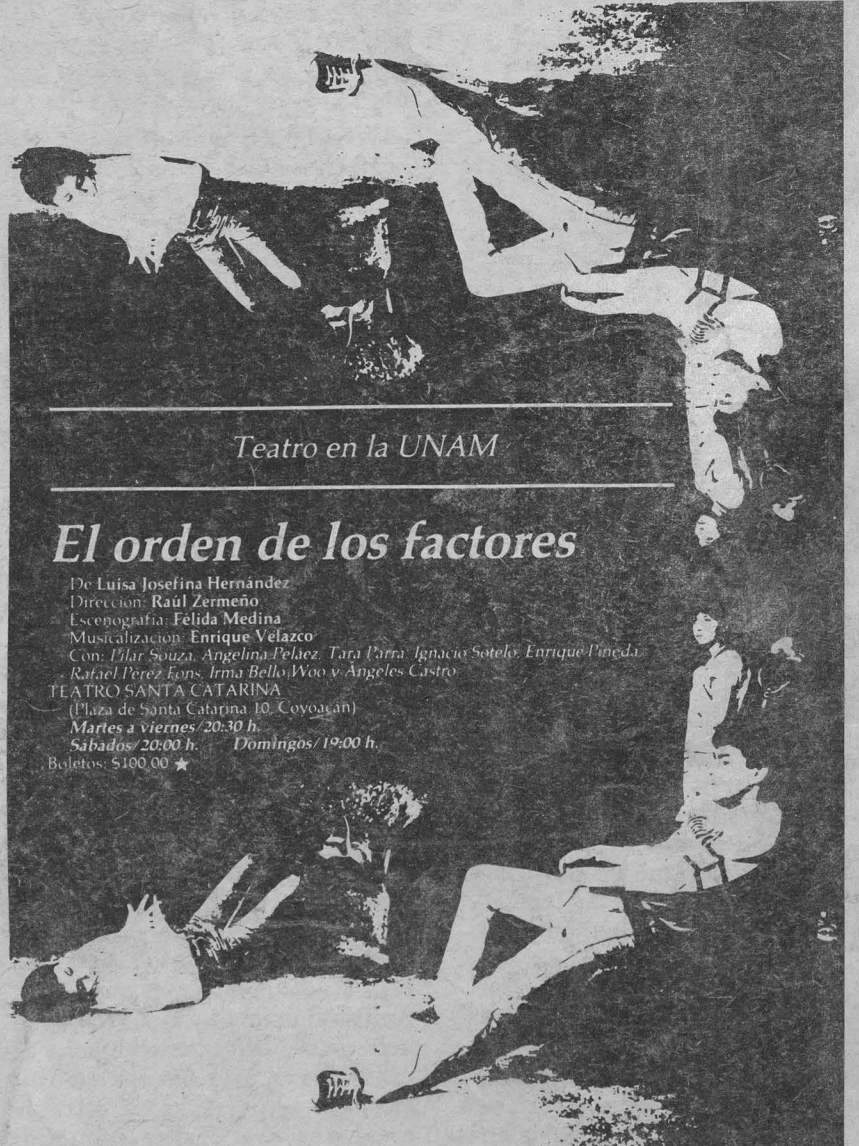 Teatro en la UNAM
El orden de los factores
De Luisa Josefina Hernández
Dirección: Raúl Zermeño
Escenografía: Félida Medina
Musicalización: Enrique Velazco
Con: Pilar Souza, Angelina Peláez, Tara Parra, Ignacio Sotelo, Enrique Pineda,
Rafael Pérez Fons, Irma Bello Woo y Angeles Castro
TEATRO SANTA CATARINA
(Plaza de Santa Catarina 10, Coyoacán)
Martes a viernes/20:30 h.
Sábados/20:00 h. Domingos/19:00 h.
Boletos: $100.00 ★